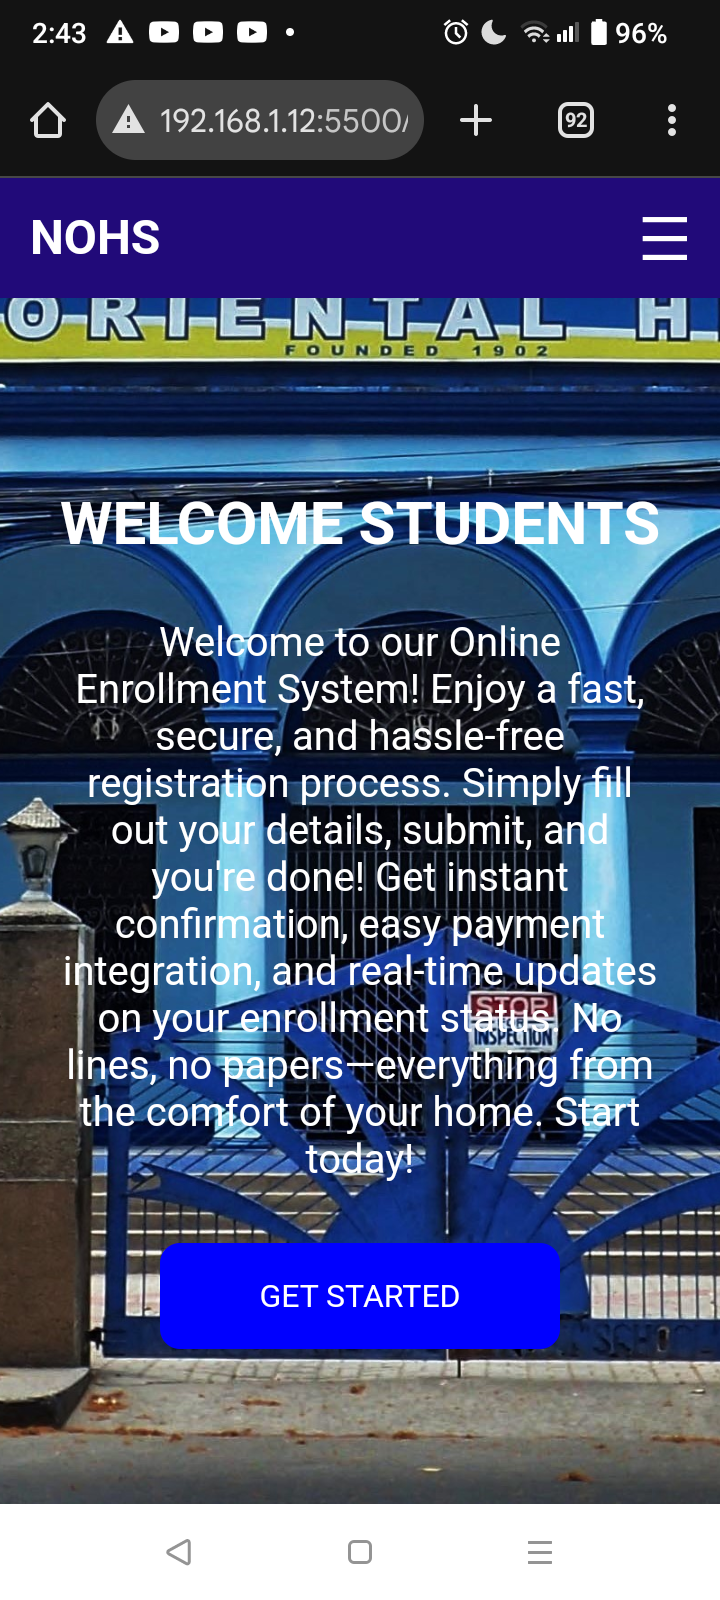 2:43
96%
192.168.1.12:5500/
92
NOHS
ORIENTAL H
FOUNDED 1902
WELCOME STUDENTS
Welcome to our Online
Enrollment System! Enjoy a fast,
secure, and hassle-free
registration process. Simply fill
out your details, submit, and
you're done! Get instant
confirmation, easy payment
integration, and real-time updates
on your enrollment status. No
lines, no papers—everything from
the comfort of your home. Start
today!
STOP
INSPECTION
GET STARTED